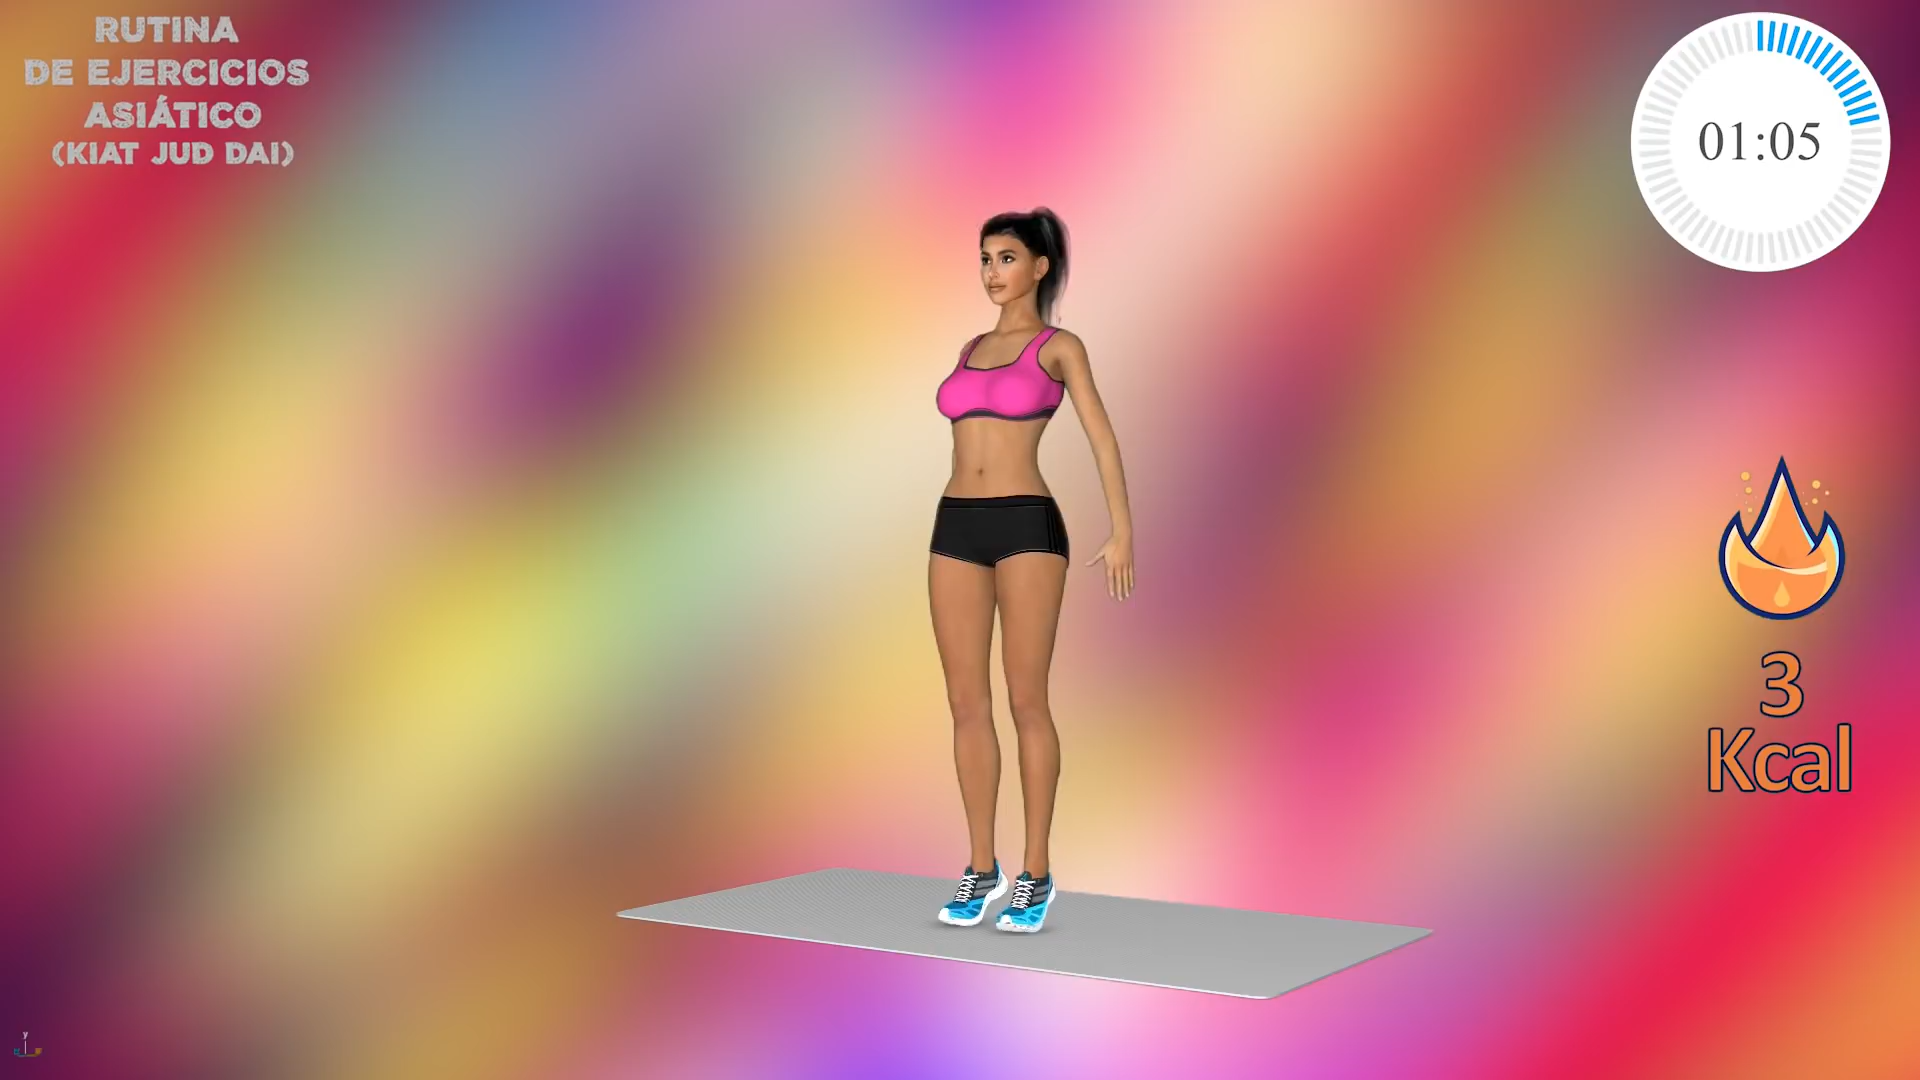 RUTINA
DE EJERCICIOS
ASIÁTICO
(KIAT JUD DAI)
01:05
3
Kcal
y